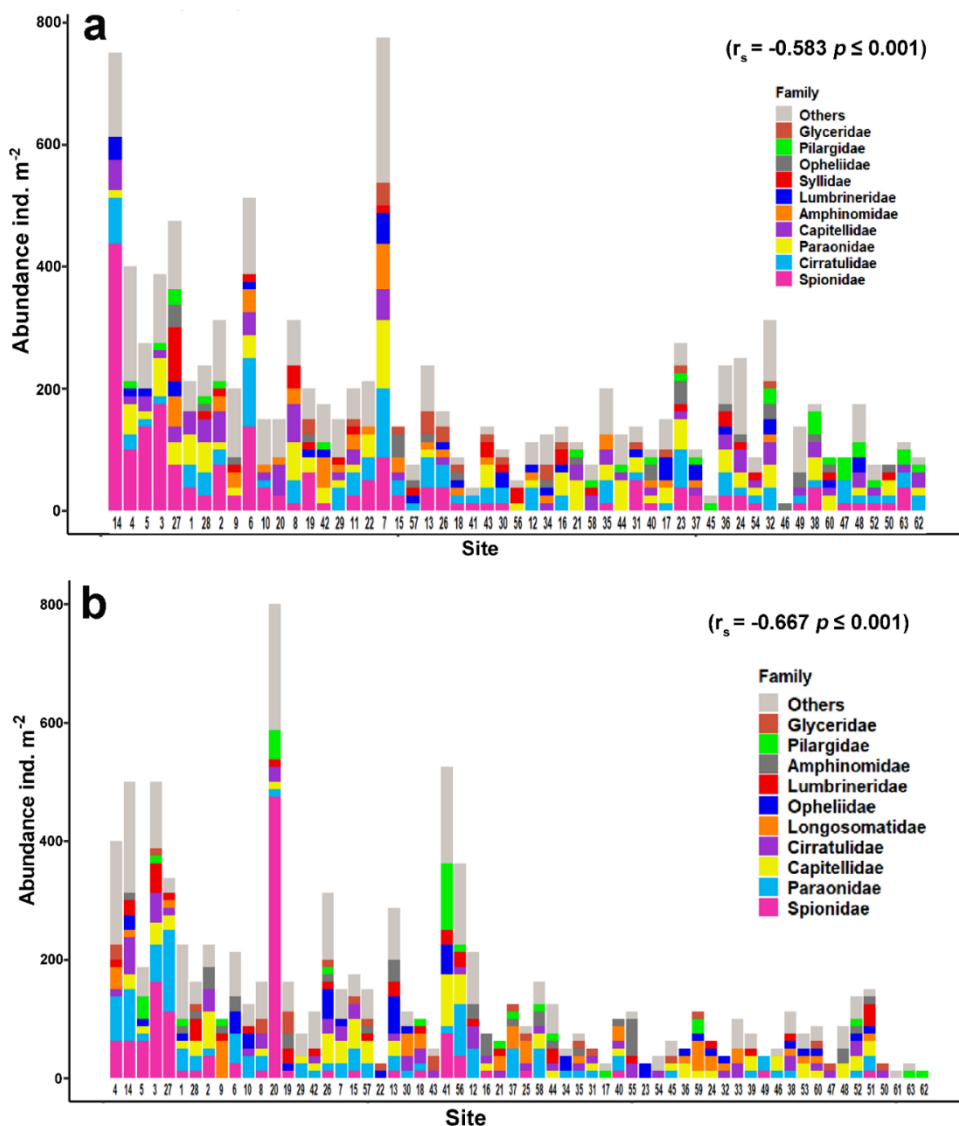 a
800
600
400
200
0
Abundance ind. m⁻²
(rₛ = -0.583 p ≤ 0.001)
Family
Others
Glyceridae
Pilargidae
Opheliidae
Syllidae
Lumbrineridae
Amphinomidae
Capitellidae
Paraonidae
Cirratulidae
Spionidae
14 4 5 3 27 1 28 2 9 6 10 20 8 19 42 29 11 22 7 15 57 13 26 18 41 43 30 56 12 34 16 21 58 35 44 31 40 17 23 37 45 36 24 54 32 46 49 38 60 47 48 52 50 63 62
Site
b
800
600
400
200
0
Abundance ind. m⁻²
(rₛ = -0.667 p ≤ 0.001)
Family
Others
Glyceridae
Pilargidae
Amphinomidae
Lumbrineridae
Opheliidae
Longosomatidae
Cirratulidae
Capitellidae
Paraonidae
Spionidae
4 14 5 3 27 1 28 2 9 6 10 8 20 19 29 42 26 7 15 57 22 13 30 18 43 41 56 12 16 21 37 25 58 44 34 35 31 17 40 55 23 54 45 36 59 24 32 33 39 49 46 38 53 60 47 48 52 51 50 61 63 62
Site